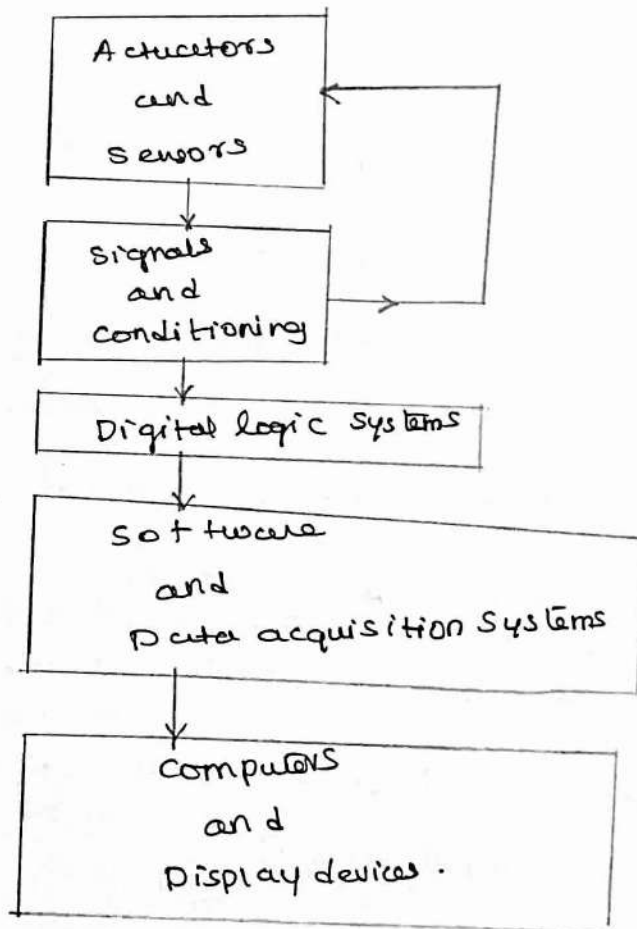 Actuators
and
Sensors
Signals
and
conditioning
Digital logic systems
Software
and
Data acquisition systems
Computers
and
Display devices.